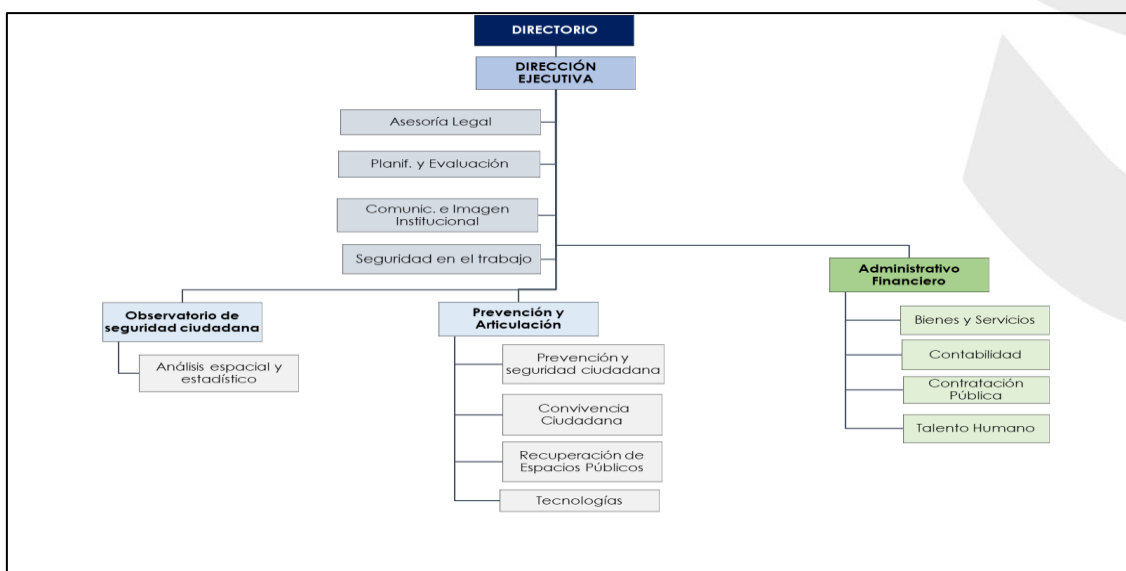 DIRECTORIO
DIRECCIÓN
EJECUTIVA
Asesoría Legal
Planif. y Evaluación
Comunic. e Imagen
Institucional
Seguridad en el trabajo
Administrativo
Financiero
Observatorio de
seguridad ciudadana
Prevención y
Articulación
Bienes y Servicios
Análisis espacial y
estadístico
Prevención y
seguridad ciudadana
Contabilidad
Contratación
Pública
Convivencia
Ciudadana
Talento Humano
Recuperación de
Espacios Públicos
Tecnologías